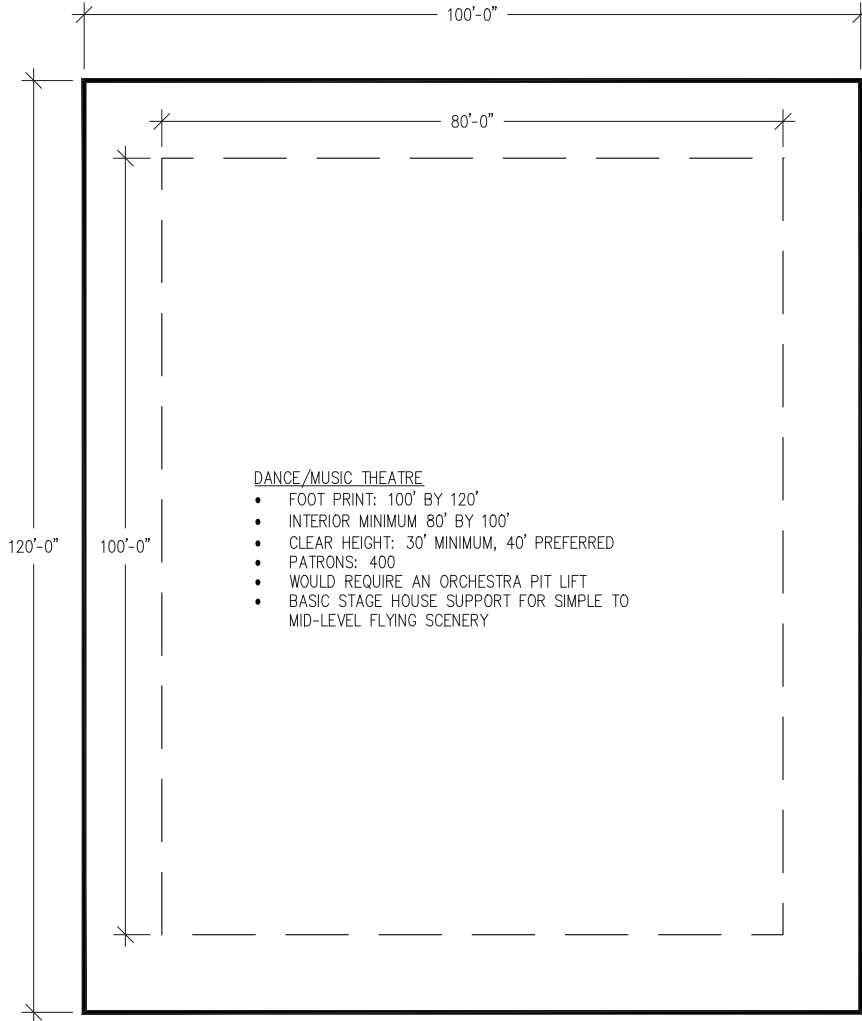 100'-0"
80'-0"
DANCE/MUSIC THEATRE
• FOOT PRINT: 100' BY 120'
• INTERIOR MINIMUM 80' BY 100'
• CLEAR HEIGHT: 30' MINIMUM, 40' PREFERRED
120'-0"
100'-0"
• PATRONS: 400
• WOULD REQUIRE AN ORCHESTRA PIT LIFT
• BASIC STAGE HOUSE SUPPORT FOR SIMPLE TO
MID-LEVEL FLYING SCENERY